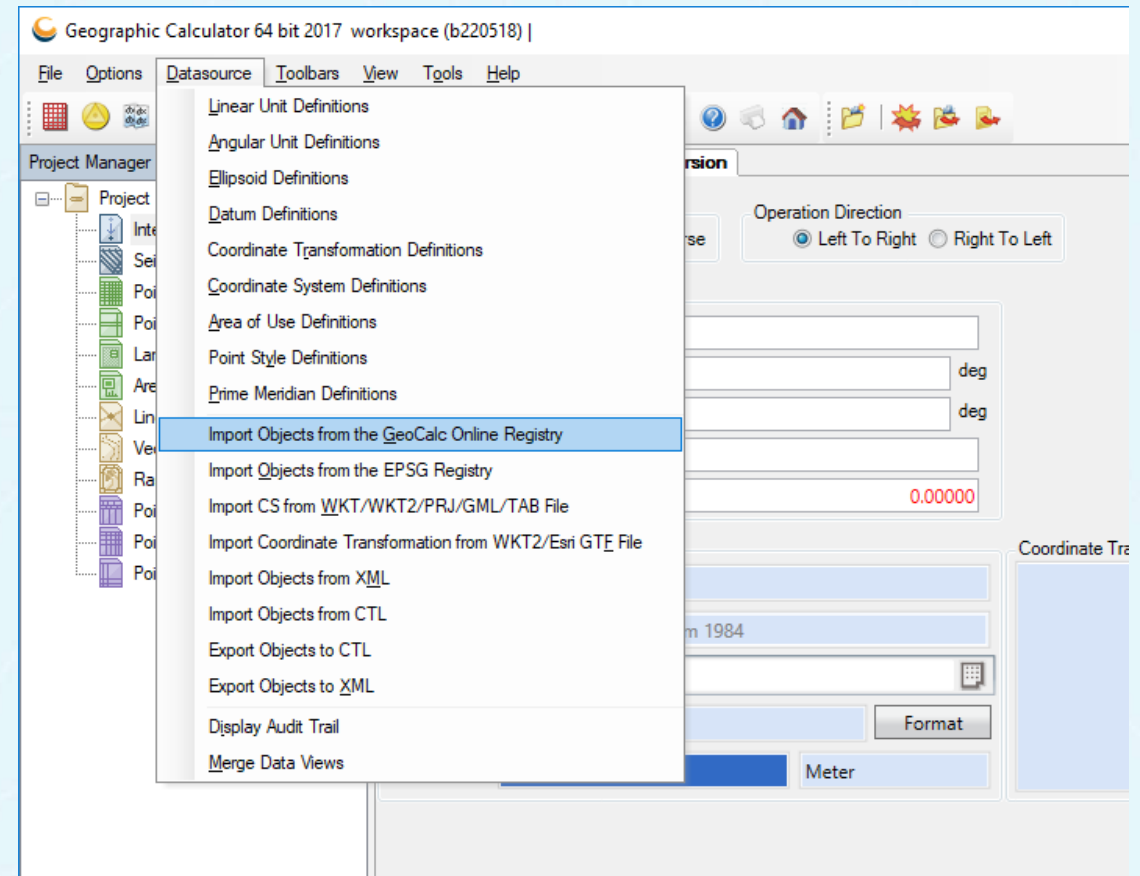 Geographic Calculator 64 bit 2017 workspace (b220518) |
File Options Datasource Toolbars View Tools Help
Project Manager
Project
Linear Unit Definitions
Angular Unit Definitions
Ellipsoid Definitions
Datum Definitions
Coordinate Transformation Definitions
Coordinate System Definitions
Area of Use Definitions
Point Style Definitions
Prime Meridian Definitions
Import Objects from the GeoCalc Online Registry
Import Objects from the EPSG Registry
Import CS from WKT/WKT2/PRJ/GML/TAB File
Import Coordinate Transformation from WKT2/Esri GTF File
Import Objects from XML
Import Objects from CTL
Export Objects to CTL
Export Objects to XML
Display Audit Trail
Merge Data Views
Operation Direction
Left To Right Right To Left
deg
deg
0.00000
1984
Format
Meter
Coordinate